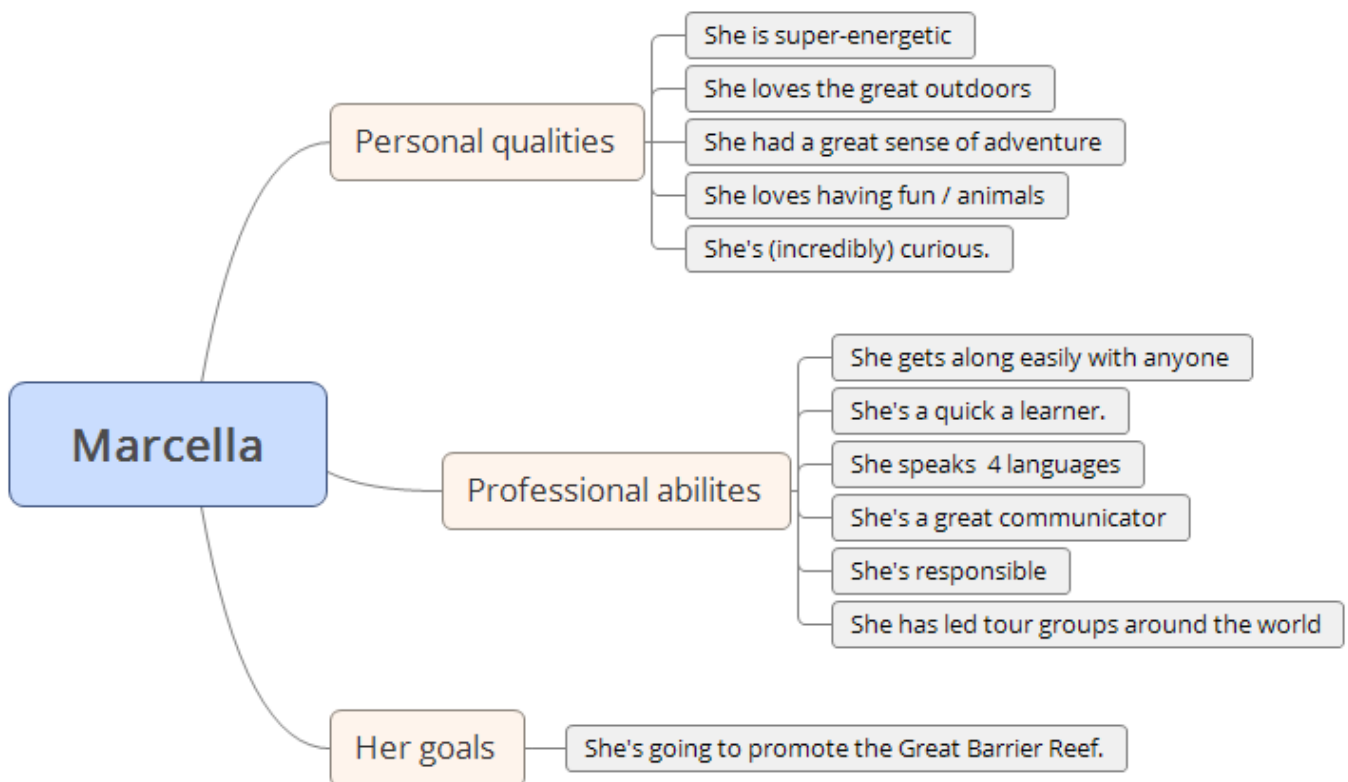 Marcella
Personal qualities
She is super-energetic
She loves the great outdoors
She had a great sense of adventure
She loves having fun / animals
She's (incredibly) curious.
Professional abilites
She gets along easily with anyone
She's a quick a learner.
She speaks  4 languages
She's a great communicator
She's responsible
She has led tour groups around the world
Her goals
She's going to promote the Great Barrier Reef.